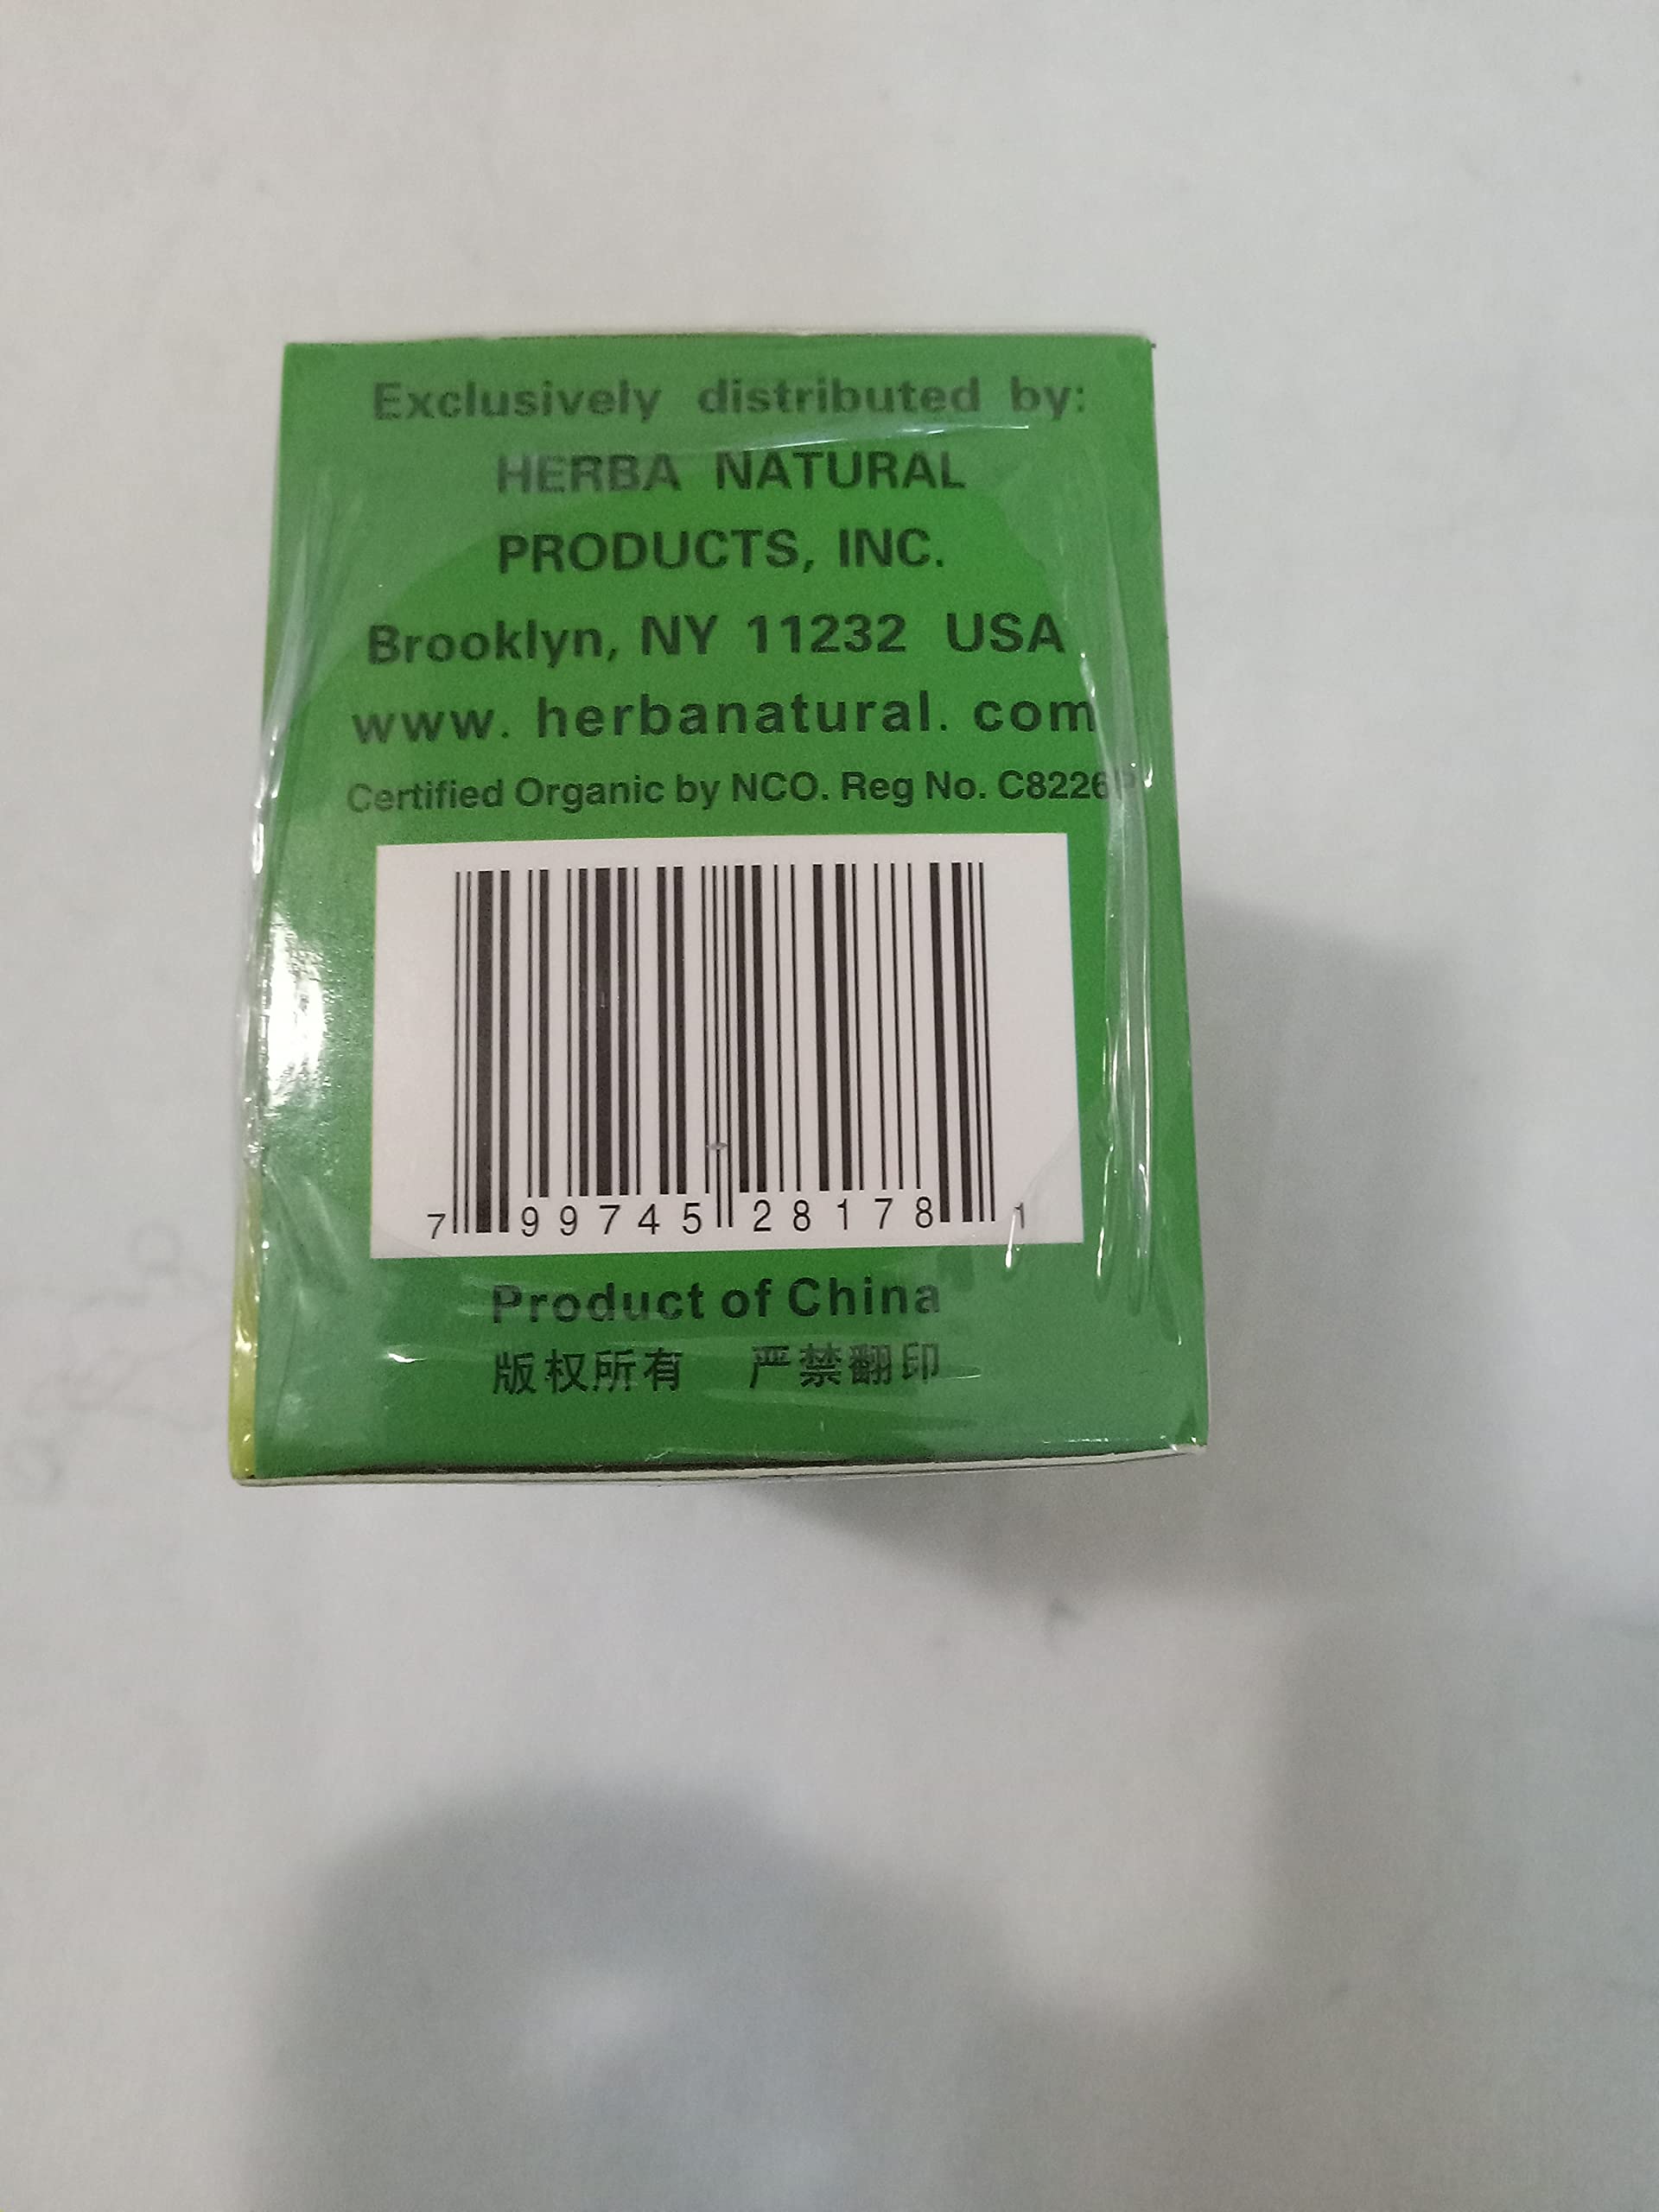 Exclusively distributed by:
HERBA NATURAL
PRODUCTS, INC.
Brooklyn, NY 11232 USA
www. herbanatural. com
Certified Organic by NCO. Reg No.
7 99745 28178 1
Product of China
版权所有 严禁翻印